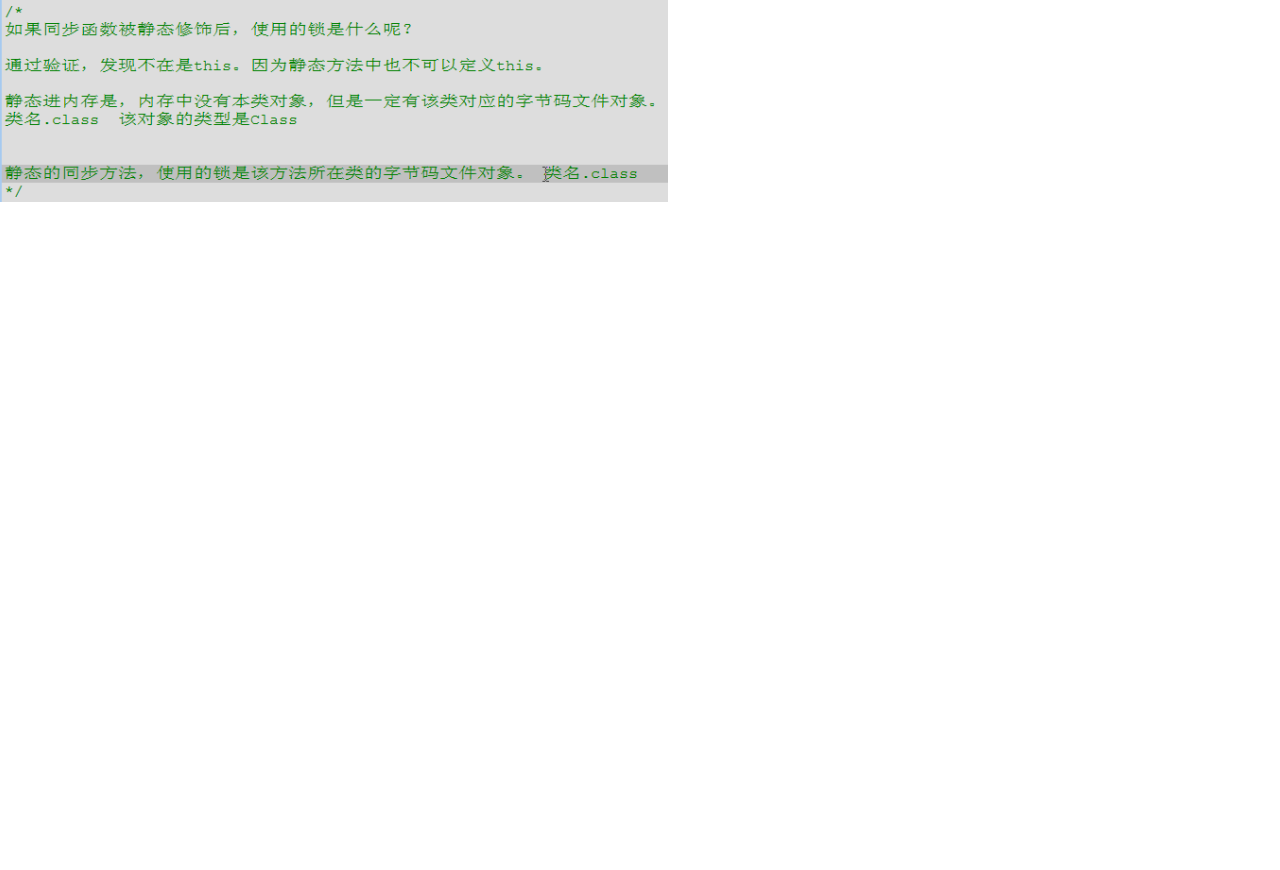 /*
如果同步函数被静态修饰后，使用的锁是什么呢？
通过验证，发现不在是this。因为静态方法中也不可以定义this。
静态进内存是，内存中没有本类对象，但是一定有该类对应的字节码文件对象。
类名.class  该对象的类型是Class
静态的同步方法，使用的锁是该方法所在类的字节码文件对象。 类名.class
*/